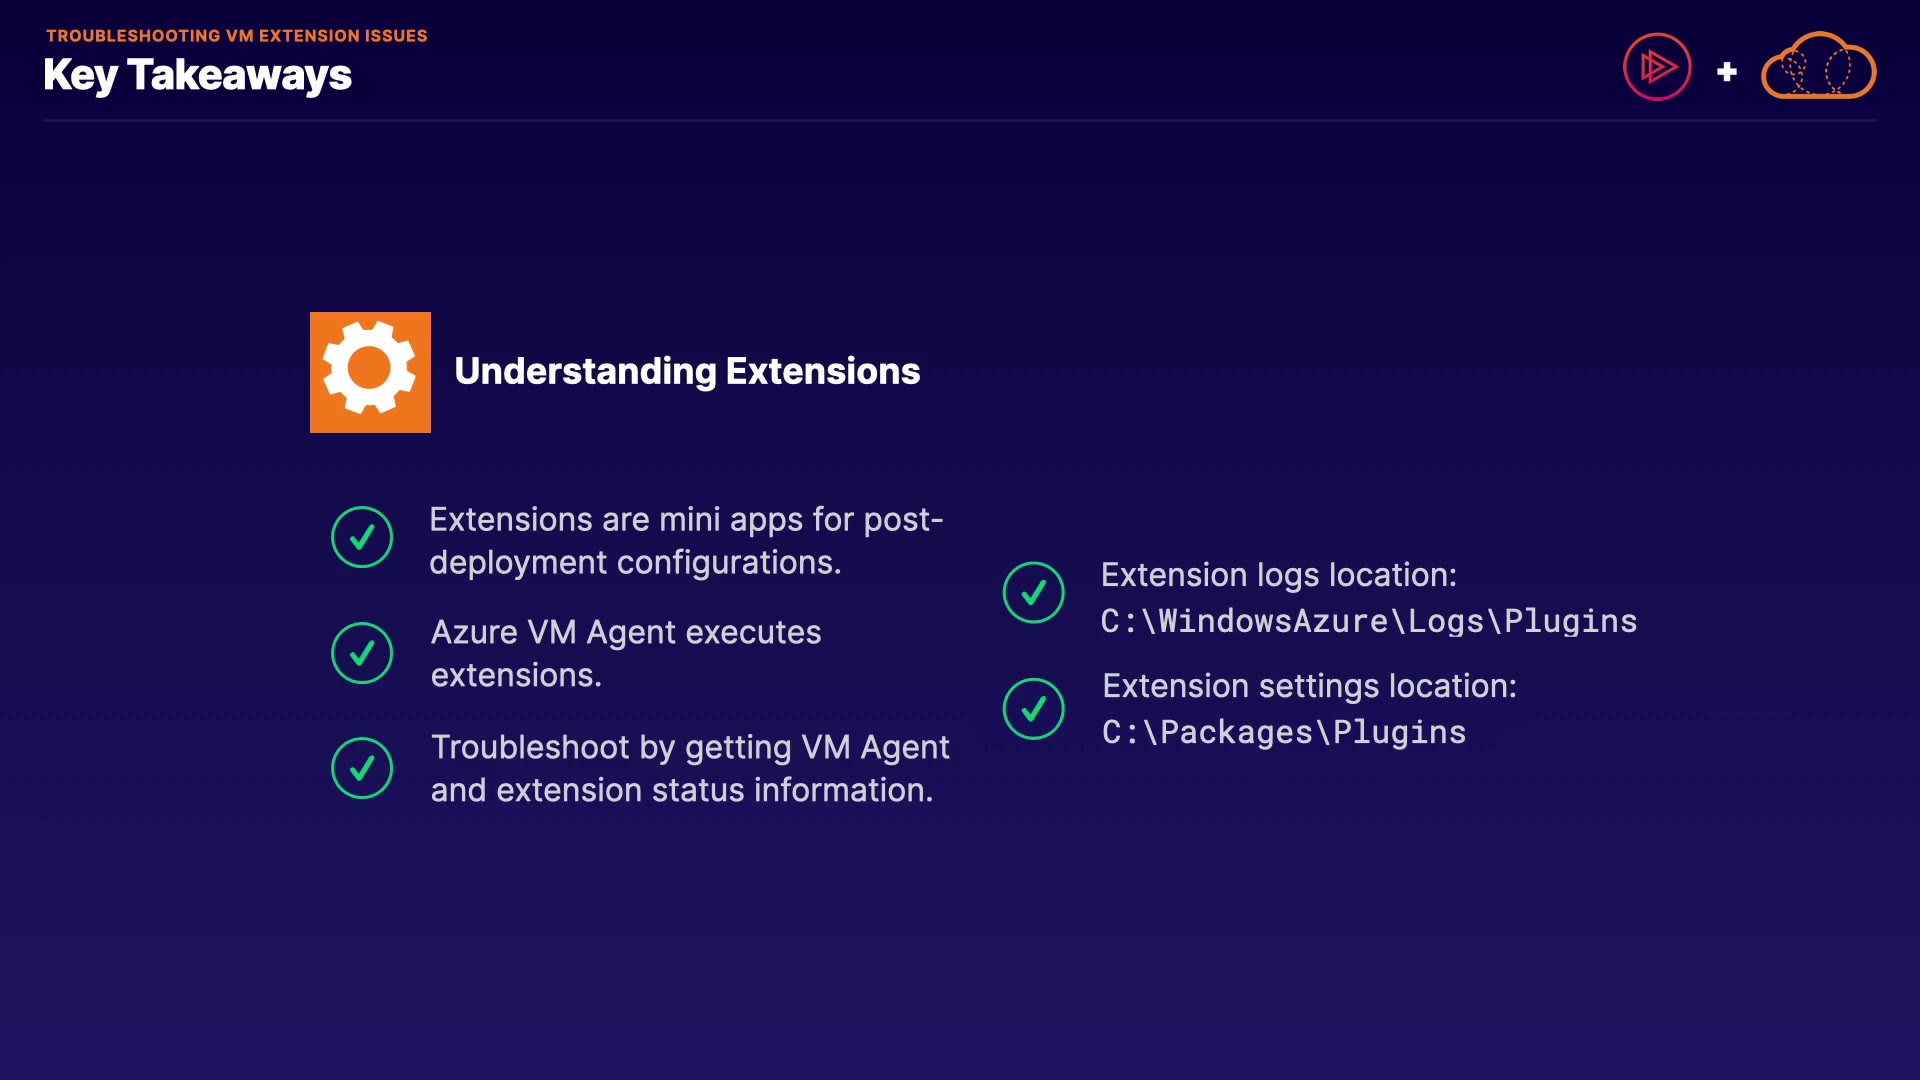 TROUBLESHOOTING VM EXTENSION ISSUES
Key Takeaways
Understanding Extensions
Extensions are mini apps for post-
deployment configurations.
Azure VM Agent executes
extensions.
Troubleshoot by getting VM Agent
and extension status information.
Extension logs location:
C:\WindowsAzure\Logs\Plugins
Extension settings location:
C:\Packages\Plugins